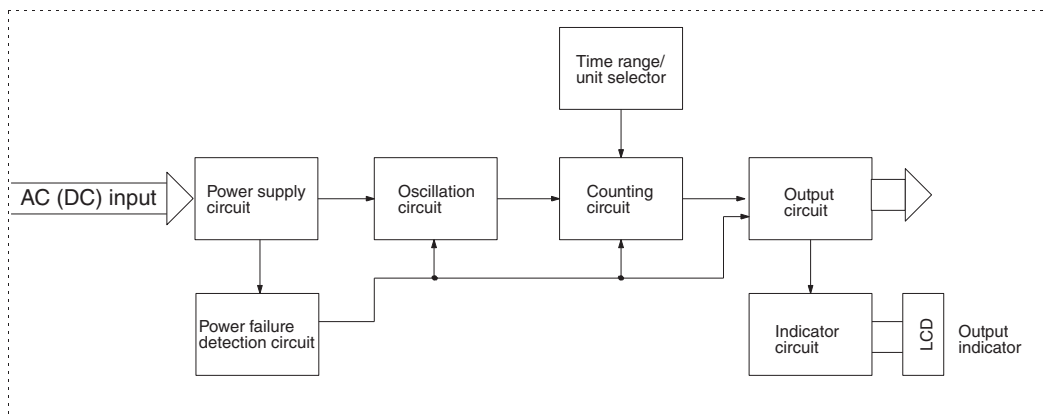 Time range/
unit selector
AC (DC) input
Power supply
circuit
Oscillation
circuit
Counting
circuit
Output
circuit
Power failure
detection circuit
Indicator
circuit
LCD
Output
indicator